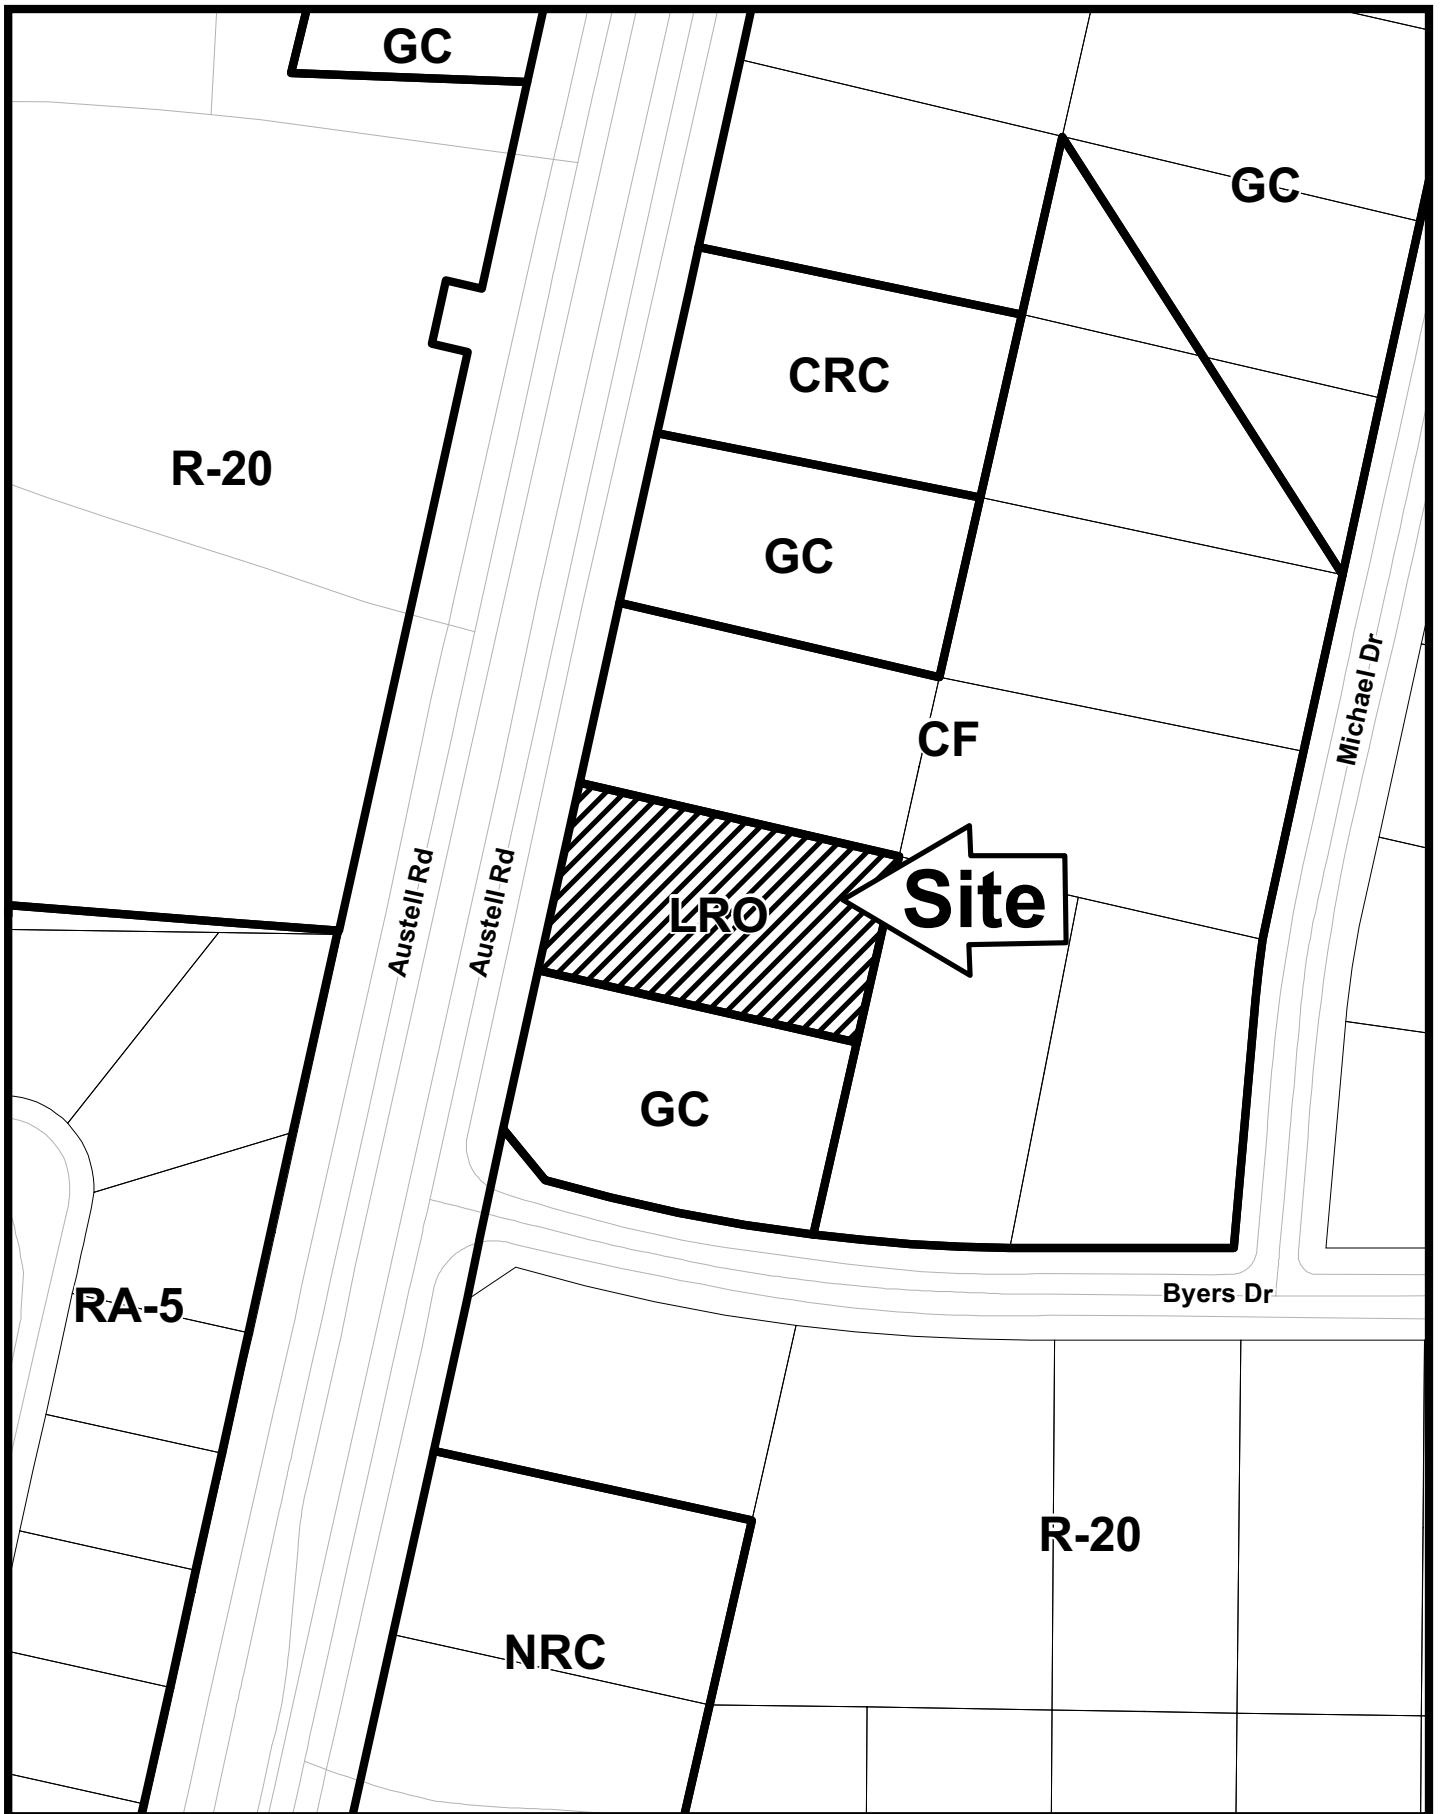 GC
GC
CRC
R-20
GC
Michael Dr
CF
Austell Rd
Austell Rd
LRO
Site
GC
RA-5
Byers Dr
R-20
NRC